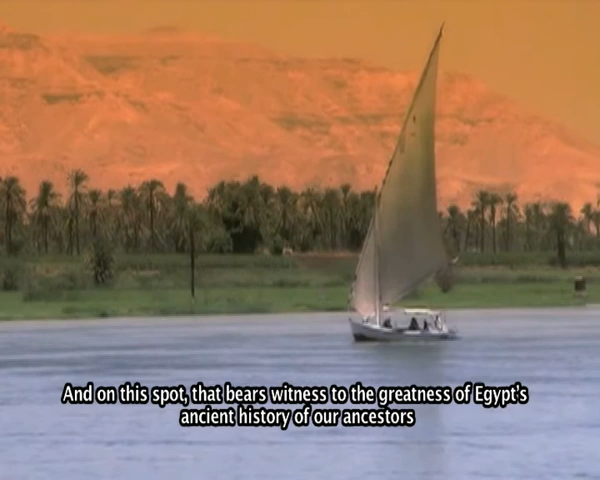 And on this spot, that bears witness to the greatness of Egypt's
ancient history of our ancestors